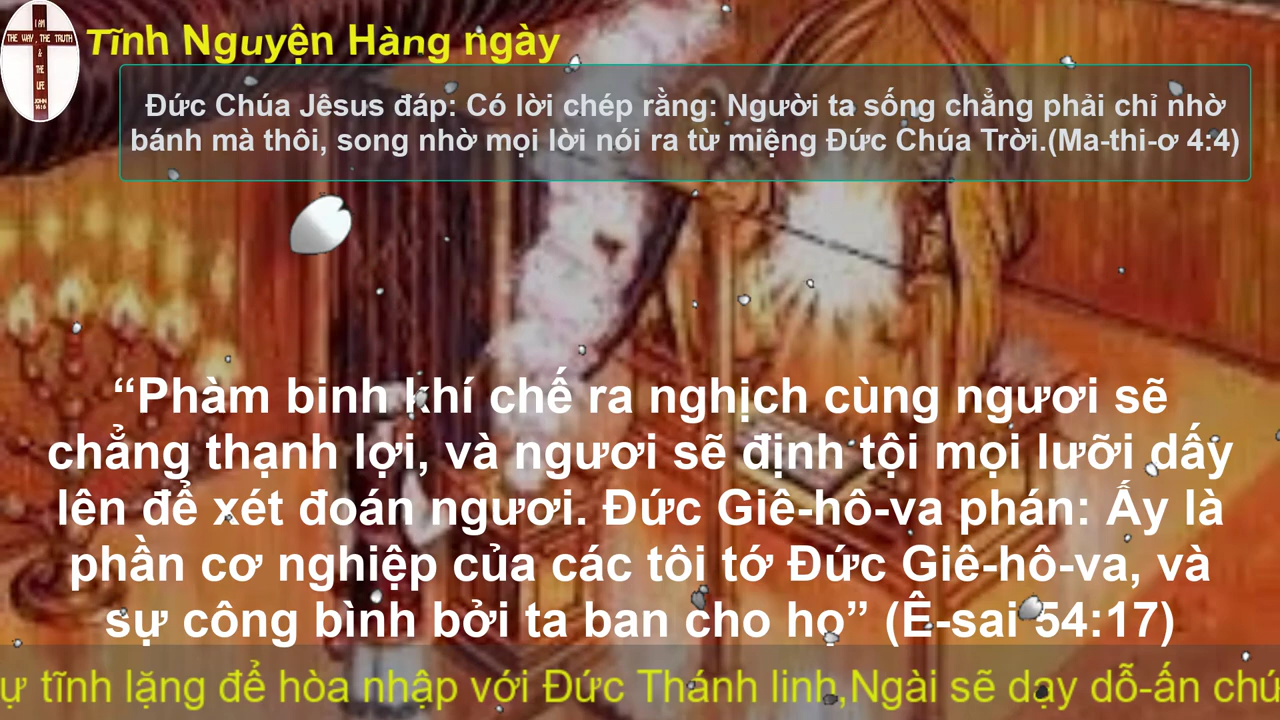 I AM
THE WAY, THE TRUTH
&
THE
LIFE
JOHN
14:6
Tĩnh Nguyện Hàng ngày
Đức Chúa Jêsus đáp: Có lời chép rằng: Người ta sống chẳng phải chỉ nhờ
bánh mà thôi, song nhờ mọi lời nói ra từ miệng Đức Chúa Trời.(Ma-thi-ơ 4:4)
“Phàm binh khí chế ra nghịch cùng ngươi sẽ
chẳng thạnh lợi, và ngươi sẽ định tội mọi lưỡi dấy
lên để xét đoán ngươi. Đức Giê-hô-va phán: Ấy là
phần cơ nghiệp của các tôi tớ Đức Giê-hô-va, và
sự công bình bởi ta ban cho họ” (Ê-sai 54:17)
ự tĩnh lặng để hòa nhập với Đức Thánh linh,Ngài sẽ dạy dỗ-ấn chú